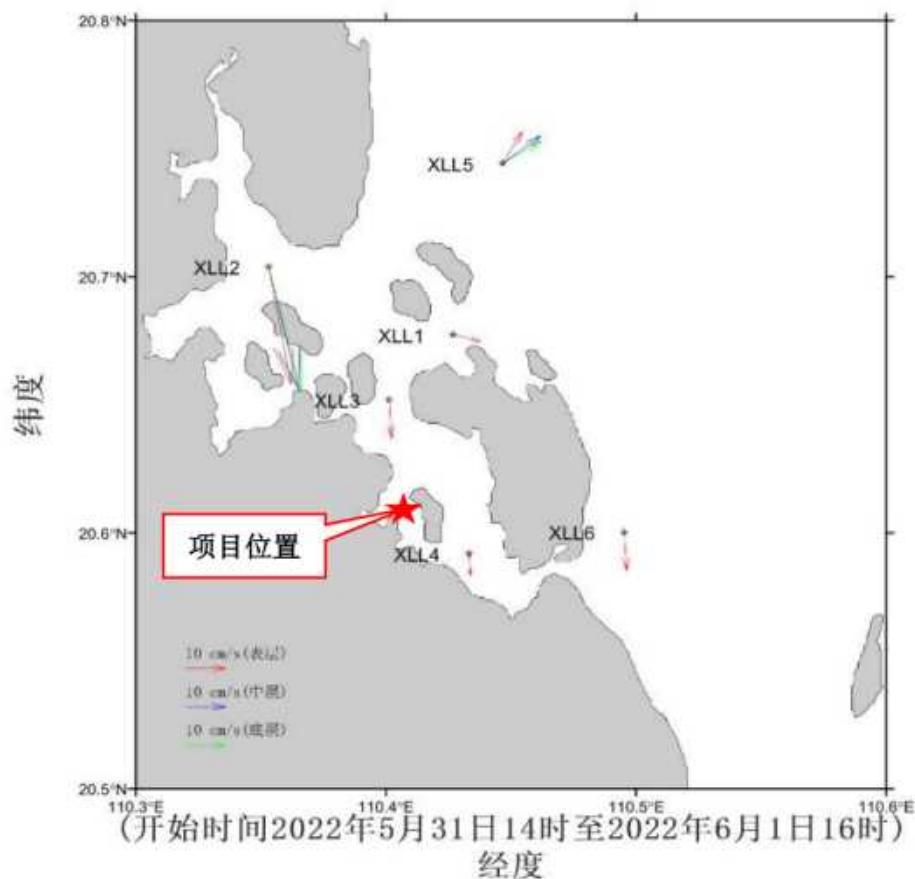 20.8°N
XLL5
XLL2
20.7°N
XLL1
XLL3
纬度
20.6°N
项目位置
XLL6
XLL4
10 cm/s(表层)
10 cm/s(中层)
10 cm/s(底层)
20.5°N
110.3°E 110.4°E 110.5°E 110.6°E
(开始时间2022年5月31日14时至2022年6月1日16时)
经度